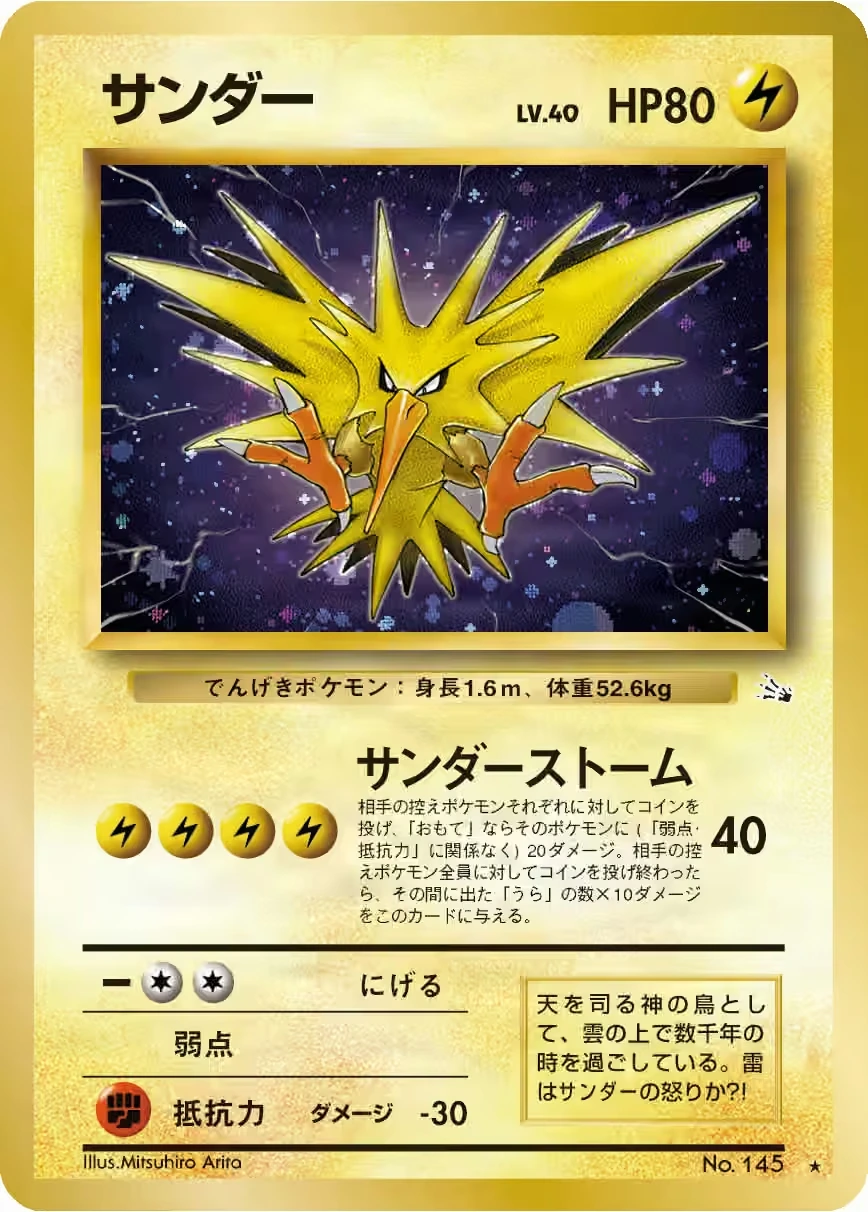 サンダー LV.40 HP80
でんげきポケモン：身長1.6m、体重52.6kg
サンダーストーム
相手の控えポケモンそれぞれに対してコインを
投げ、「おもて」ならそのポケモンに (「弱点･
抵抗力」に関係なく) 20ダメージ。相手の控
えポケモン全員に対してコインを投げ終わった
ら、その間に出た「うら」の数×10ダメージ
をこのカードに与える。
40
にげる
弱点
抵抗力 ダメージ -30
天を司る神の鳥とし
て、雲の上で数千年の
時を過ごしている。雷
はサンダーの怒りか?!
Illus.Mitsuhiro Arita
No. 145 ★